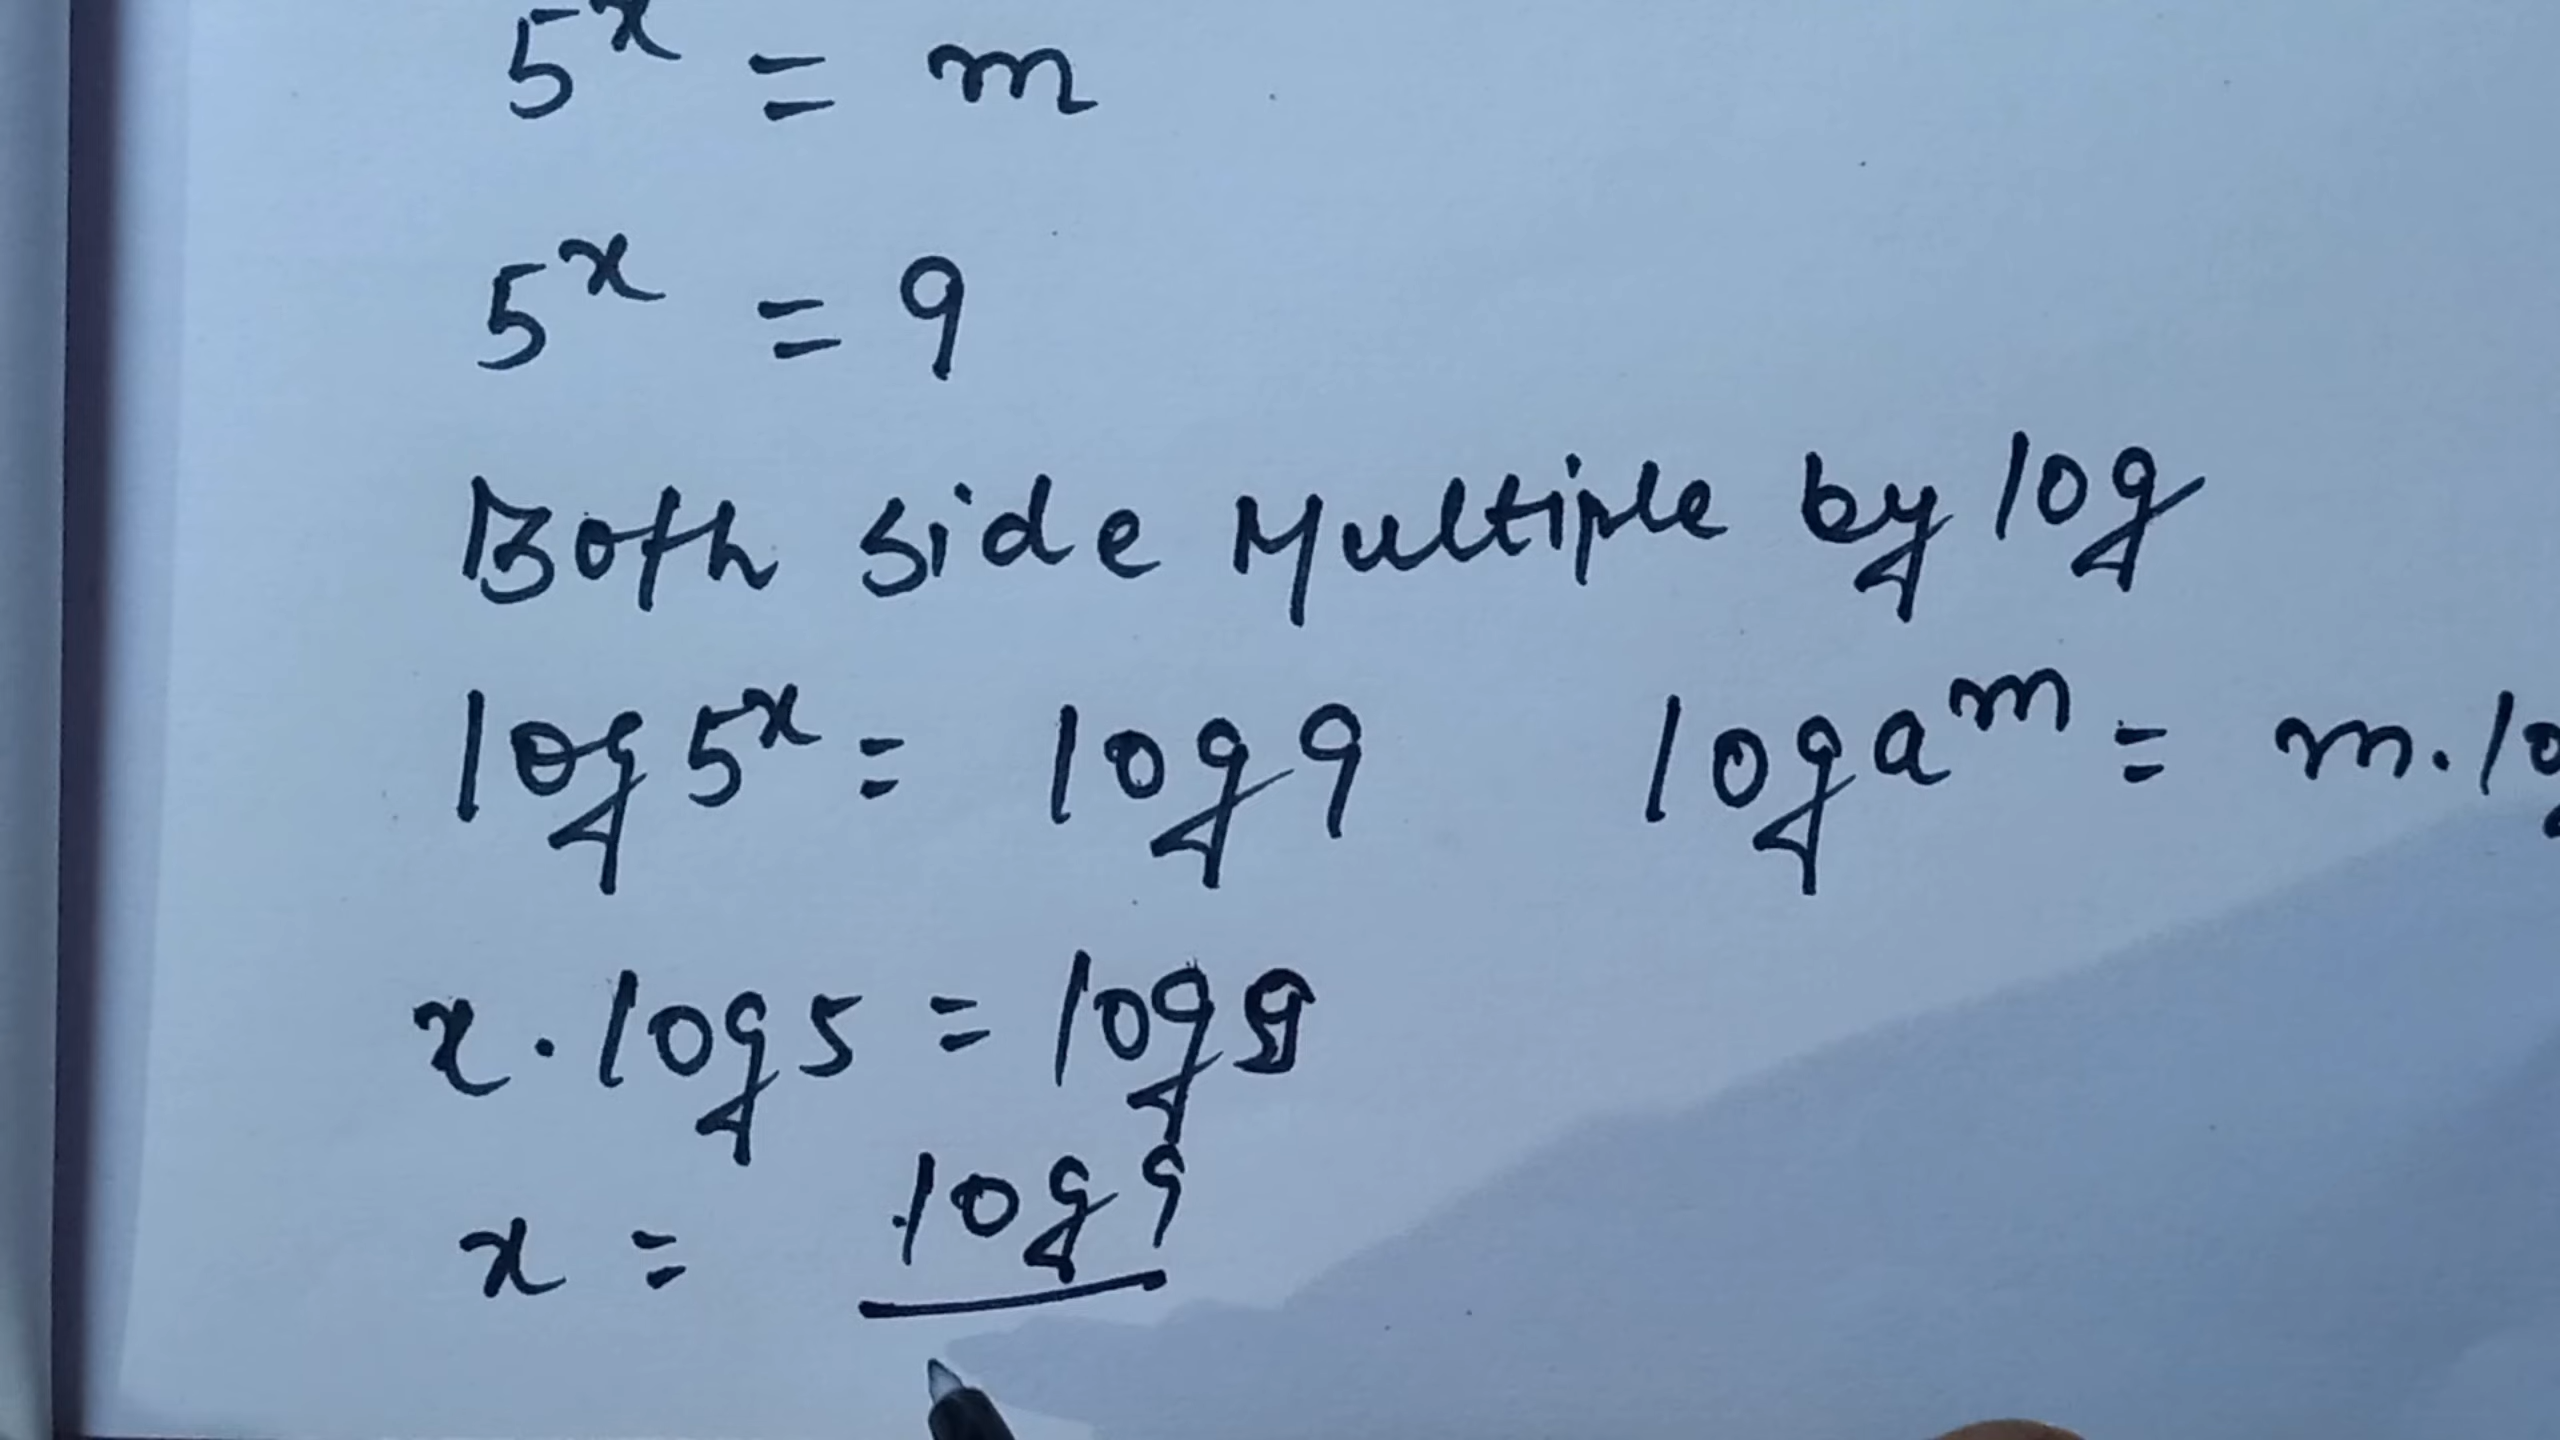 5^x = m
5^x = 9
Both side Multiple by log
log 5^x = log 9 log a^m = m. lo
x . log 5 = log 9
x = log 9